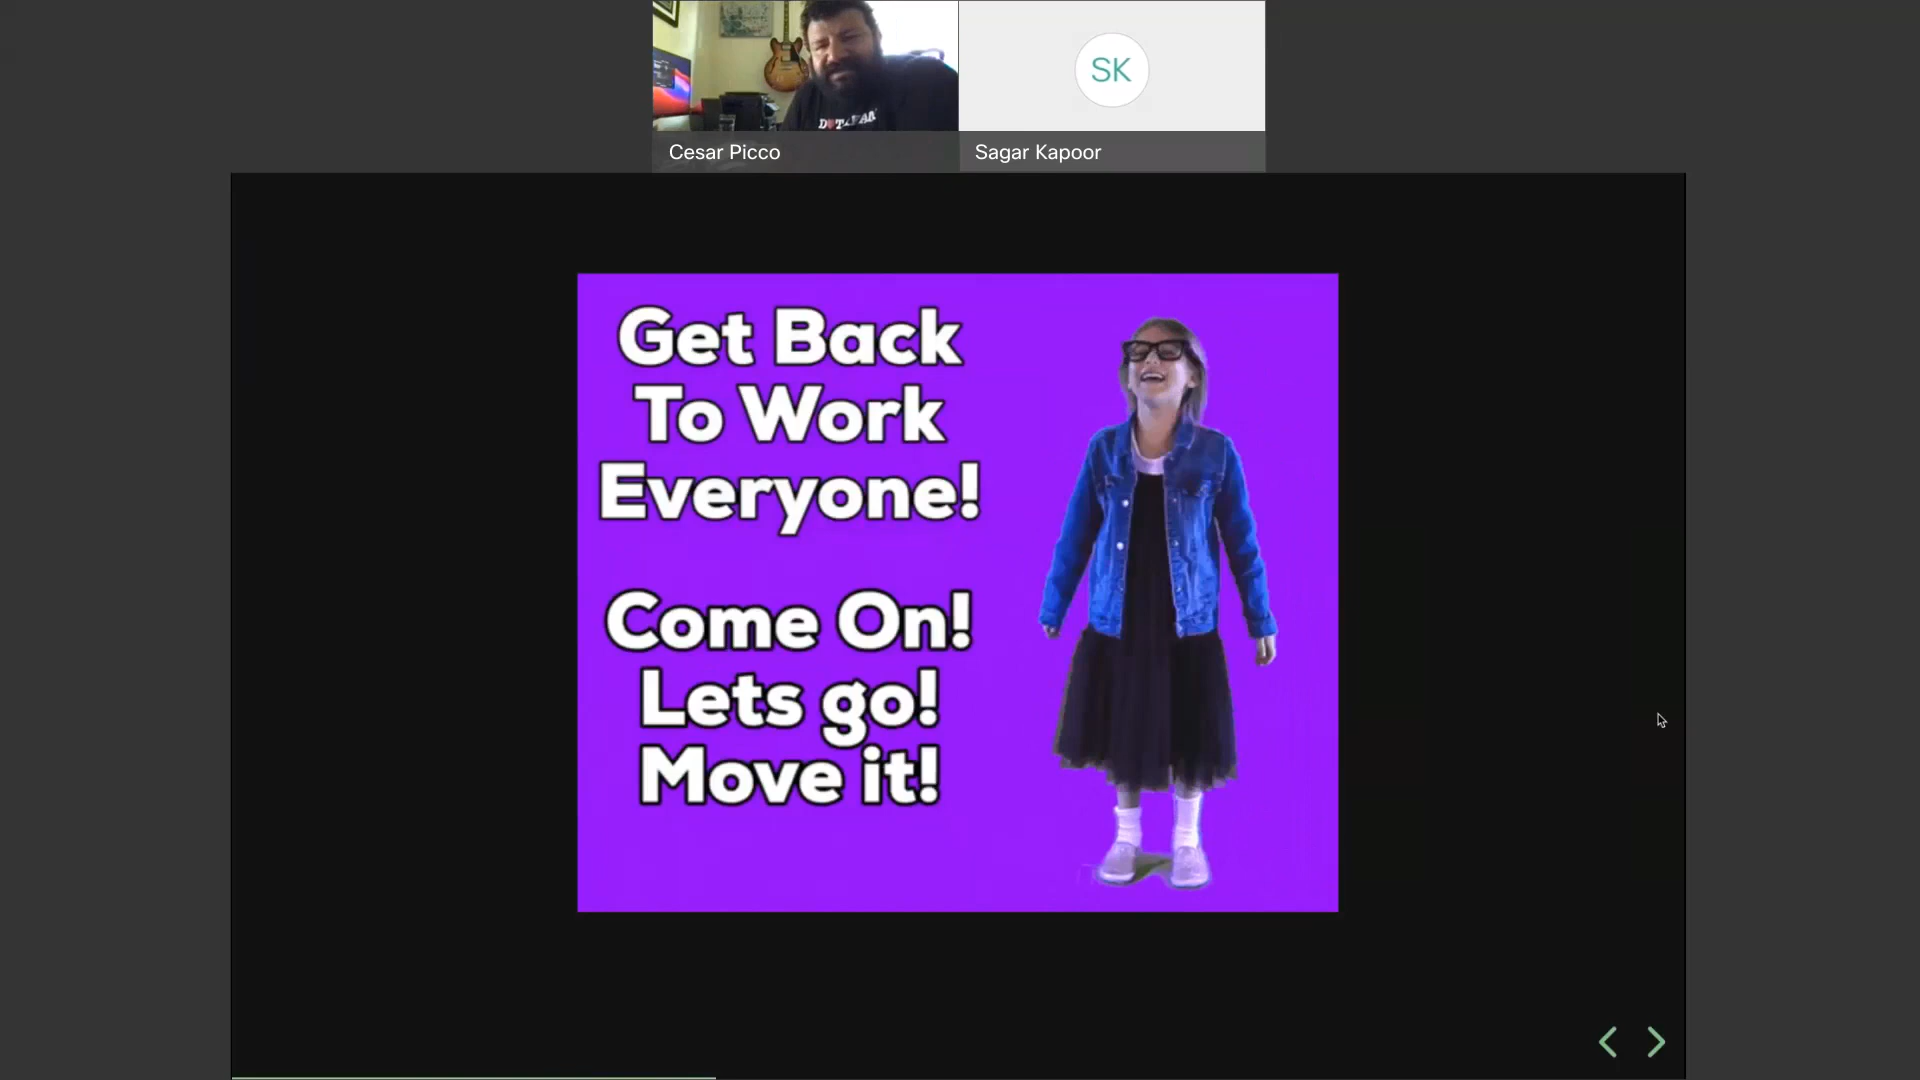 SK
Cesar Picco
Sagar Kapoor
Get Back
To Work
Everyone!
Come On!
Lets go!
Move it!